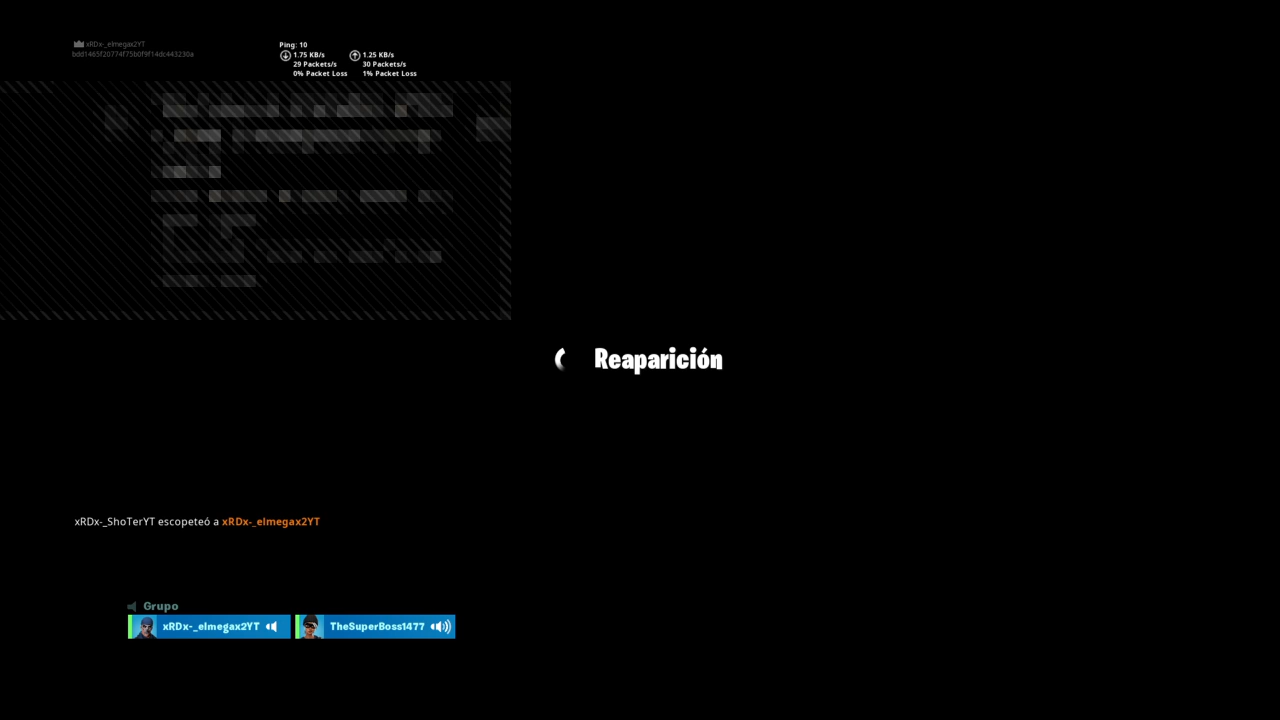 xRDx-_elmegax2YT
bdd1465f20774f75b0f9f14dc443230a
Ping: 10
1.75 KB/s 1.25 KB/s
29 Packets/s 30 Packets/s
0% Packet Loss 1% Packet Loss
Reaparición
xRDx-_ShoTerYT escopeteó a xRDx-_elmegax2YT
Grupo
xRDx-_elmegax2YT TheSuperBoss1477